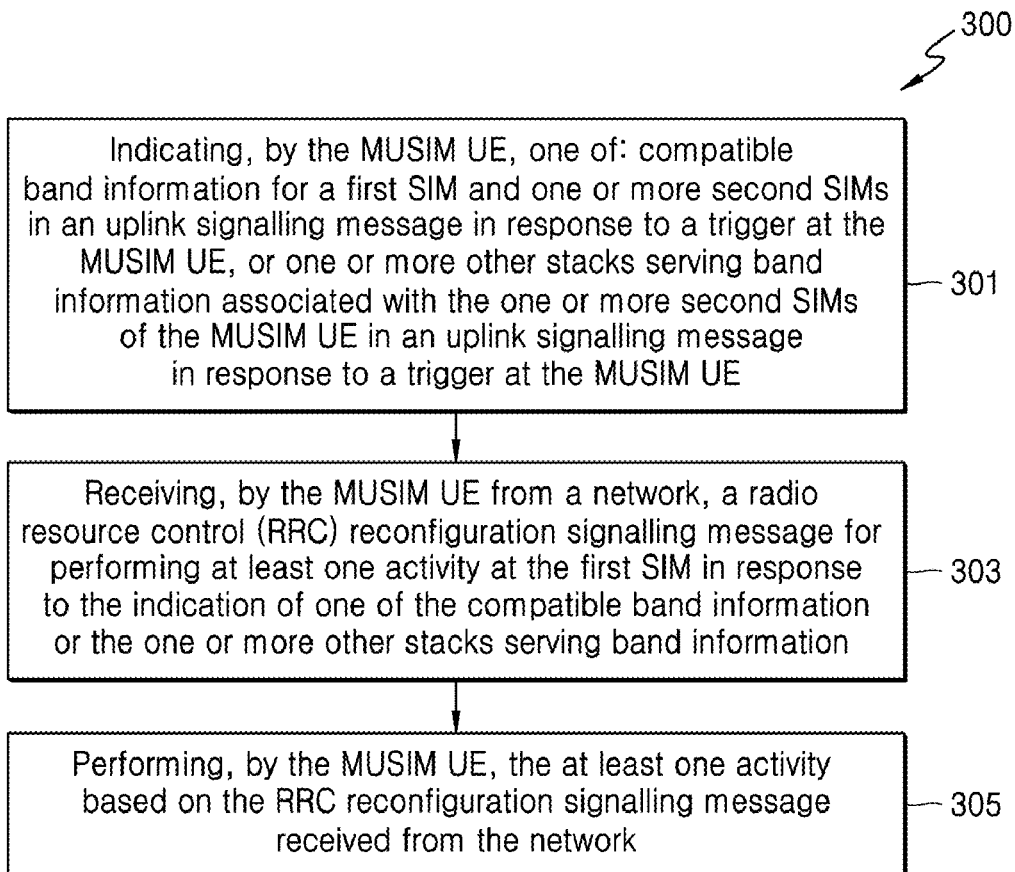 300
Indicating, by the MUSIM UE, one of: compatible
band information for a first SIM and one or more second SIMs
in an uplink signalling message in response to a trigger at the
MUSIM UE, or one or more other stacks serving band
information associated with the one or more second SIMs
of the MUSIM UE in an uplink signalling message
in response to a trigger at the MUSIM UE
301
Receiving, by the MUSIM UE from a network, a radio
resource control (RRC) reconfiguration signalling message for
performing at least one activity at the first SIM in response
to the indication of one of the compatible band information
or the one or more other stacks serving band information
303
Performing, by the MUSIM UE, the at least one activity
based on the RRC reconfiguration signalling message
received from the network
305